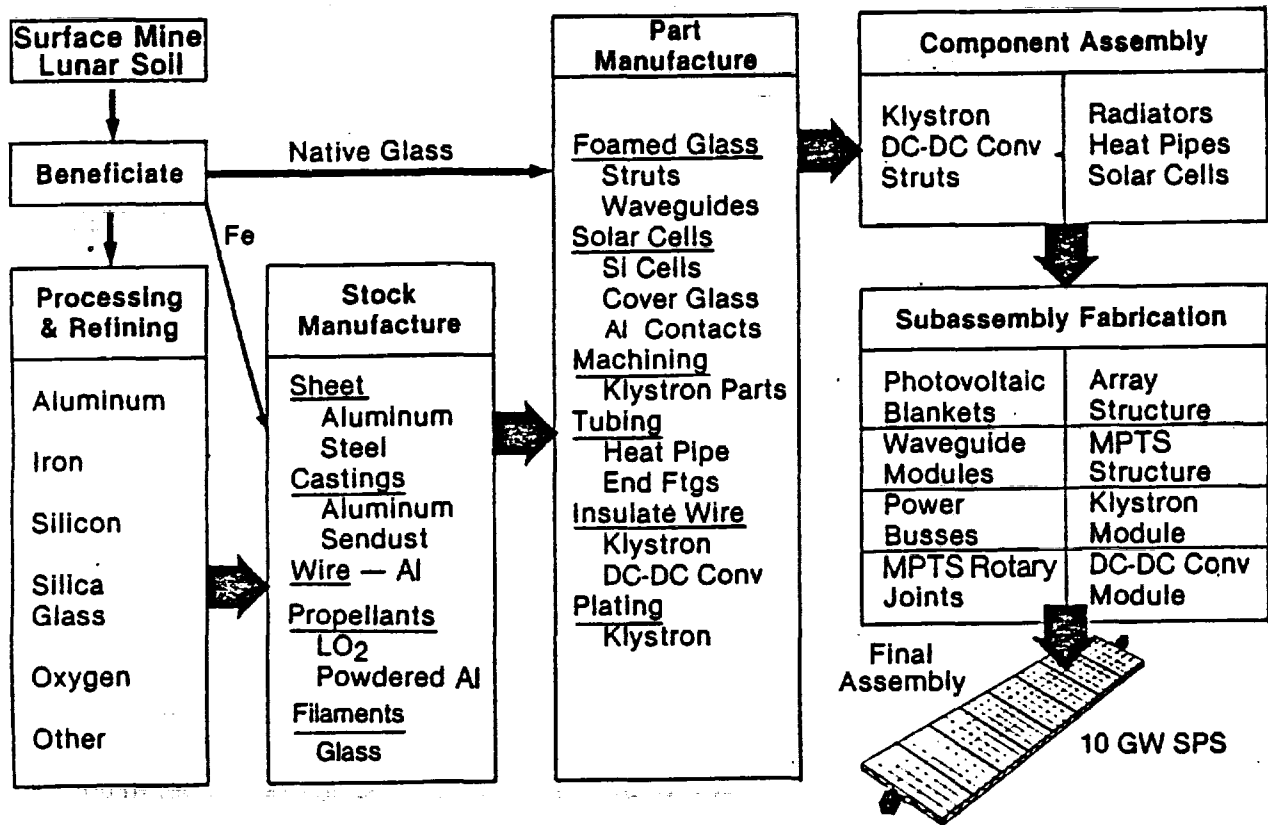 Surface Mine
Lunar Soil
Beneficiate
Native Glass
Fe
Processing
& Refining
Aluminum
Iron
Silicon
Silica
Glass
Oxygen
Other
Stock
Manufacture
Sheet
Aluminum
Steel
Castings
Aluminum
Sendust
Wire — Al
Propellants
LO2
Powdered Al
Filaments
Glass
Part
Manufacture
Foamed Glass
Struts
Waveguides
Solar Cells
Si Cells
Cover Glass
Al Contacts
Machining
Klystron Parts
Tubing
Heat Pipe
End Ftgs
Insulate Wire
Klystron
DC-DC Conv
Plating
Klystron
Component Assembly
Klystron
DC-DC Conv
Struts
Radiators
Heat Pipes
Solar Cells
Subassembly Fabrication
Photovoltaic
Blankets
Array
Structure
Waveguide
Modules
MPTS
Structure
Power
Busses
Klystron
Module
MPTS Rotary
Joints
DC-DC Conv
Module
Final
Assembly
10 GW SPS